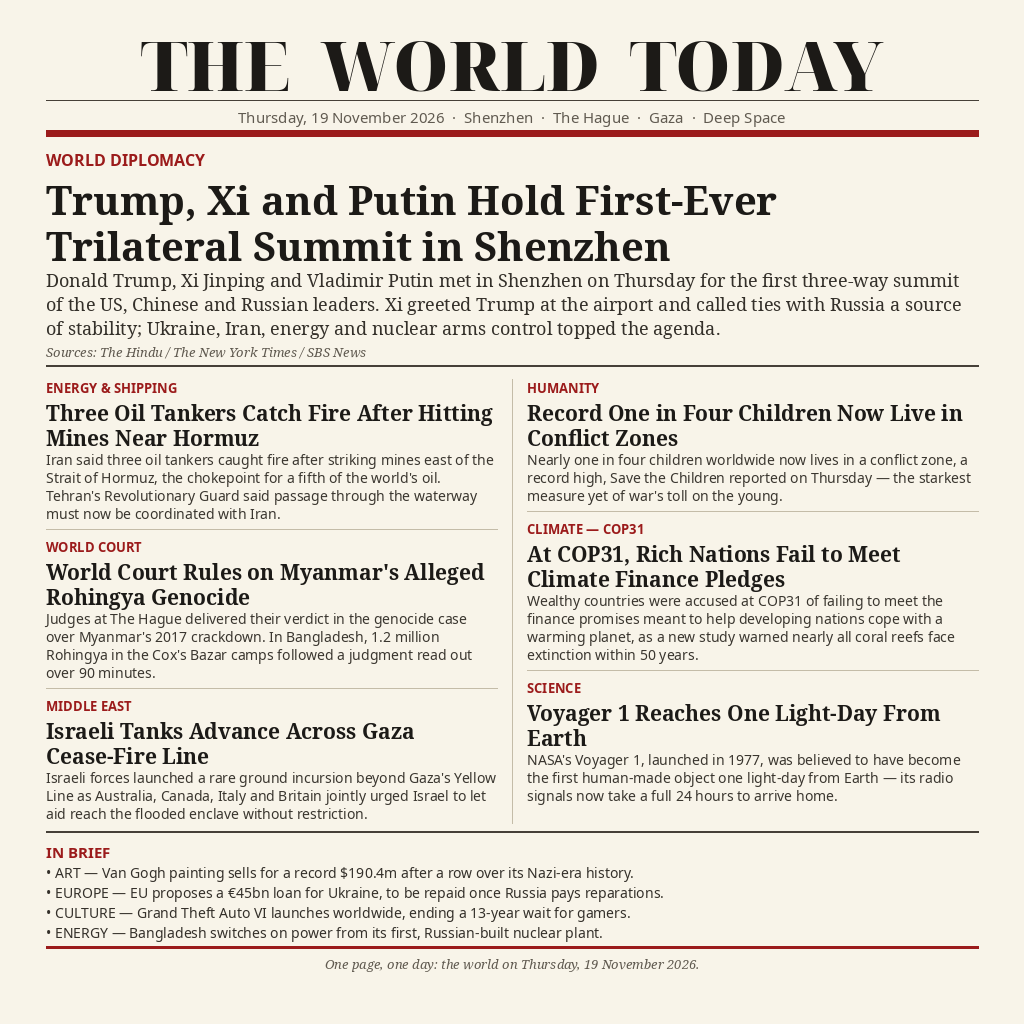 THE WORLD TODAY
Thursday, 19 November 2026 · Shenzhen · The Hague · Gaza · Deep Space
WORLD DIPLOMACY
Trump, Xi and Putin Hold First-Ever
Trilateral Summit in Shenzhen
Donald Trump, Xi Jinping and Vladimir Putin met in Shenzhen on Thursday for the first three-way summit
of the US, Chinese and Russian leaders. Xi greeted Trump at the airport and called ties with Russia a source
of stability; Ukraine, Iran, energy and nuclear arms control topped the agenda.
Sources: The Hindu / The New York Times / SBS News
ENERGY & SHIPPING
Three Oil Tankers Catch Fire After Hitting
Mines Near Hormuz
Iran said three oil tankers caught fire after striking mines east of the
Strait of Hormuz, the chokepoint for a fifth of the world's oil.
Tehran's Revolutionary Guard said passage through the waterway
must now be coordinated with Iran.
WORLD COURT
World Court Rules on Myanmar's Alleged
Rohingya Genocide
Judges at The Hague delivered their verdict in the genocide case
over Myanmar's 2017 crackdown. In Bangladesh, 1.2 million
Rohingya in the Cox's Bazar camps followed a judgment read out
over 90 minutes.
MIDDLE EAST
Israeli Tanks Advance Across Gaza
Cease-Fire Line
Israeli forces launched a rare ground incursion beyond Gaza's Yellow
Line as Australia, Canada, Italy and Britain jointly urged Israel to let
aid reach the flooded enclave without restriction.
HUMANITY
Record One in Four Children Now Live in
Conflict Zones
Nearly one in four children worldwide now lives in a conflict zone, a
record high, Save the Children reported on Thursday — the starkest
measure yet of war's toll on the young.
CLIMATE — COP31
At COP31, Rich Nations Fail to Meet
Climate Finance Pledges
Wealthy countries were accused at COP31 of failing to meet the
finance promises meant to help developing nations cope with a
warming planet, as a new study warned nearly all coral reefs face
extinction within 50 years.
SCIENCE
Voyager 1 Reaches One Light-Day From
Earth
NASA's Voyager 1, launched in 1977, was believed to have become
the first human-made object one light-day from Earth — its radio
signals now take a full 24 hours to arrive home.
IN BRIEF
• ART — Van Gogh painting sells for a record $190.4m after a row over its Nazi-era history.
• EUROPE — EU proposes a €45bn loan for Ukraine, to be repaid once Russia pays reparations.
• CULTURE — Grand Theft Auto VI launches worldwide, ending a 13-year wait for gamers.
• ENERGY — Bangladesh switches on power from its first, Russian-built nuclear plant.
One page, one day: the world on Thursday, 19 November 2026.